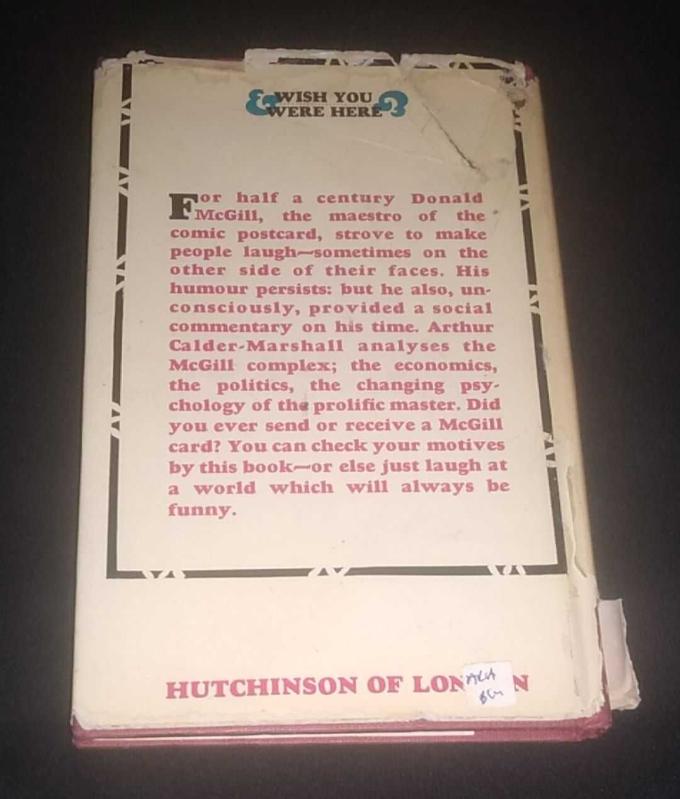 & WISH YOU &
WERE HERE
For half a century Donald
McGill, the maestro of the
comic postcard, strove to make
people laugh—sometimes on the
other side of their faces. His
humour persists: but he also, un-
consciously, provided a social
commentary on his time. Arthur
Calder-Marshall analyses the
McGill complex; the economics,
the politics, the changing psy-
chology of the prolific master. Did
you ever send or receive a McGill
card? You can check your motives
by this book—or else just laugh at
a world which will always be
funny.
HUTCHINSON OF